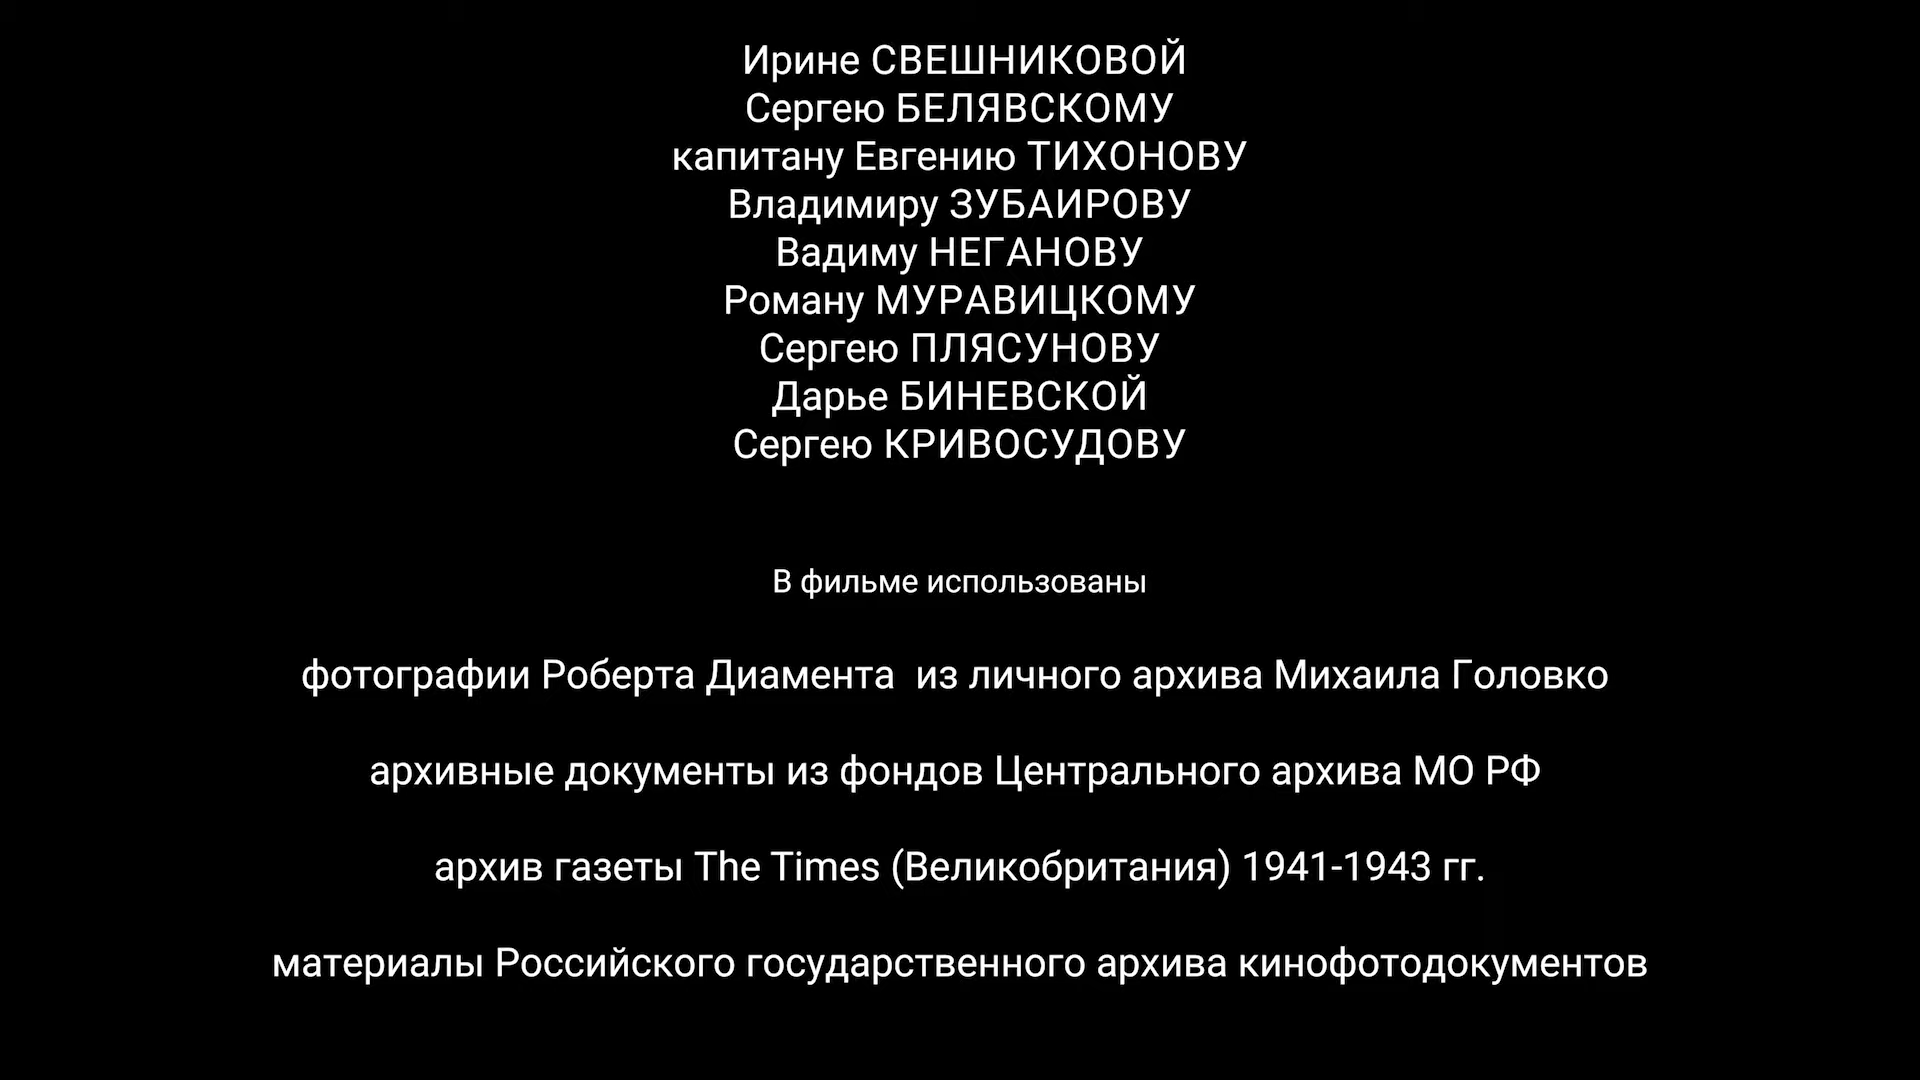 Ирине СВЕШНИКОВОЙ
Сергею БЕЛЯВСКОМУ
капитану Евгению ТИХОНОВУ
Владимиру ЗУБАИРОВУ
Вадиму НЕГАНОВУ
Роману МУРАВИЦКОМУ
Сергею ПЛЯСУНОВУ
Дарье БИНЕВСКОЙ
Сергею КРИВОСУДОВУ
В фильме использованы
фотографии Роберта Диамента из личного архива Михаила Головко
архивные документы из фондов Центрального архива МО РФ
архив газеты The Times (Великобритания) 1941-1943 гг.
материалы Российского государственного архива кинофотодокументов